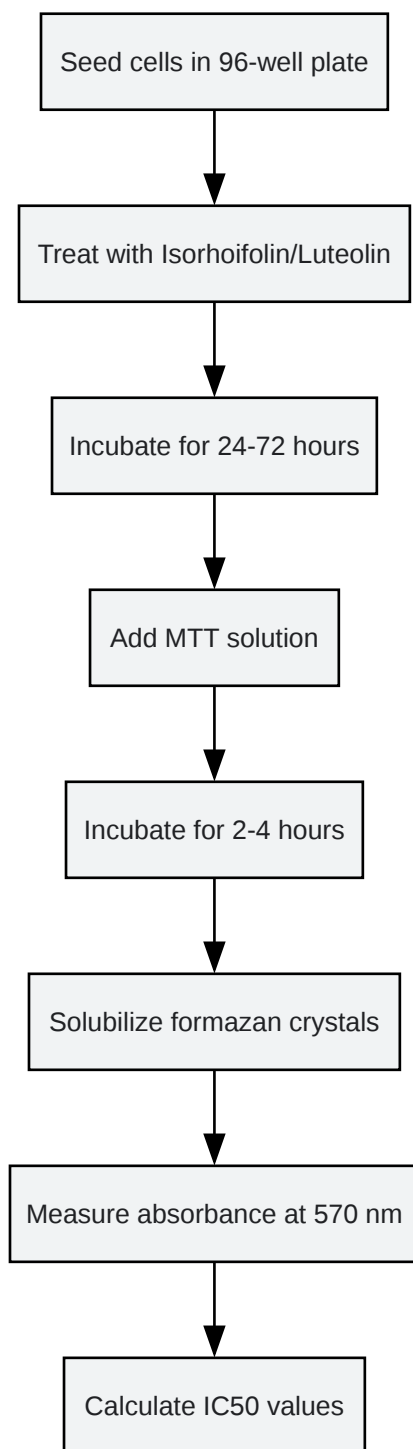 Seed cells in 96-well plate
Treat with Isorhoifolin/Luteolin
Incubate for 24-72 hours
Add MTT solution
Incubate for 2-4 hours
Solubilize formazan crystals
Measure absorbance at 570 nm
Calculate IC50 values